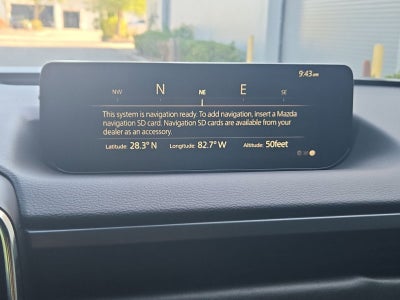 9:43 AM
NW N NE E SE
This system is navigation ready. To add navigation, insert a Mazda
navigation SD card. Navigation SD cards are available from your
dealer as an accessory.
Latitude: 28.3° N Longitude: 82.7° W Altitude: 50feet